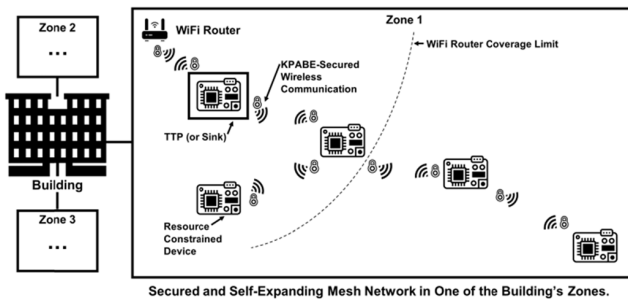 Zone 2
...
Building
Zone 3
...
Zone 1
WiFi Router
WiFi Router Coverage Limit
KPABE-Secured
Wireless
Communication
TTP (or Sink)
Resource
Constrained
Device
Secured and Self-Expanding Mesh Network in One of the Building's Zones.